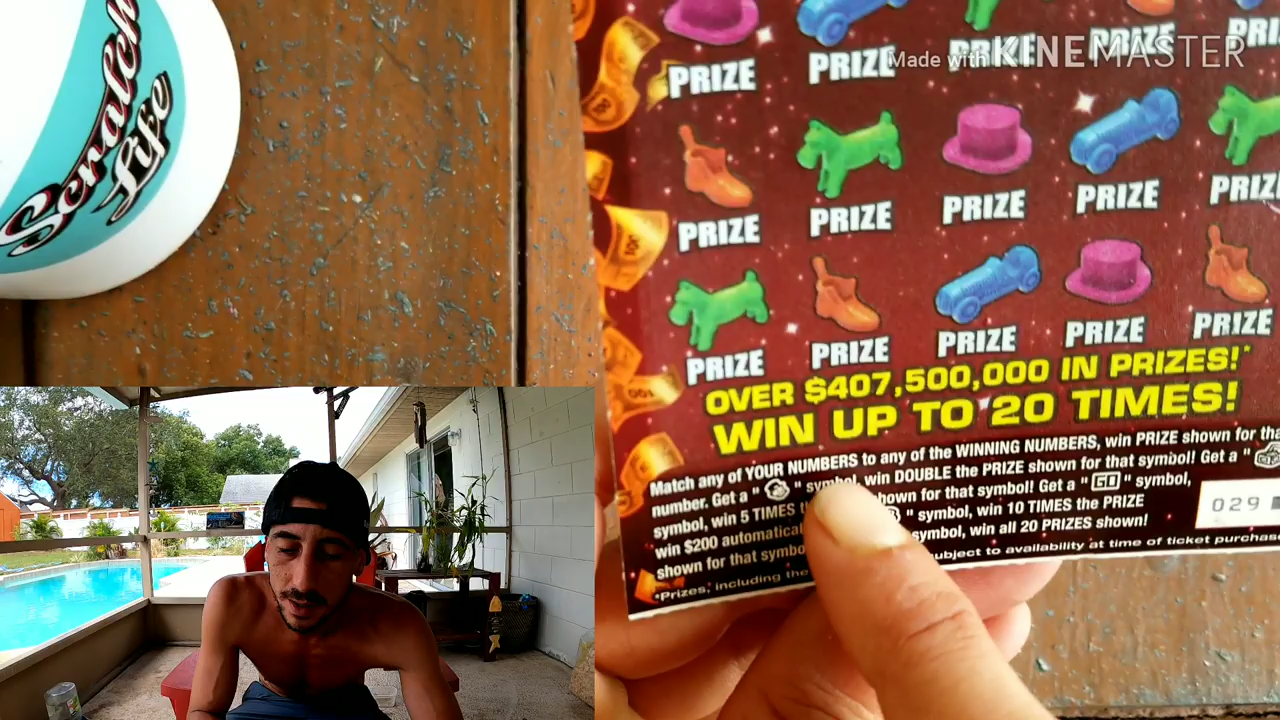 Scratch
Life
Made with KINEMASTER
PRIZE PRIZE PRIZE PRIZE PRI
PRIZE PRIZE PRIZE PRIZE PRIZE
PRIZE PRIZE PRIZE PRIZE PRIZE
OVER $407,500,000 IN PRIZES!*
WIN UP TO 20 TIMES!
Match any of YOUR NUMBERS to any of the WINNING NUMBERS, win PRIZE shown for tha
number. Get a " " symbol, win DOUBLE the PRIZE shown for that symbol! Get a "
symbol, win 5 TIMES shown for that symbol! Get a " GO " symbol,
win $200 automatical " symbol, win 10 TIMES the PRIZE
shown for that symbo symbol, win all 20 PRIZES shown!
*Prizes, including the subject to availability at time of ticket purchase
029